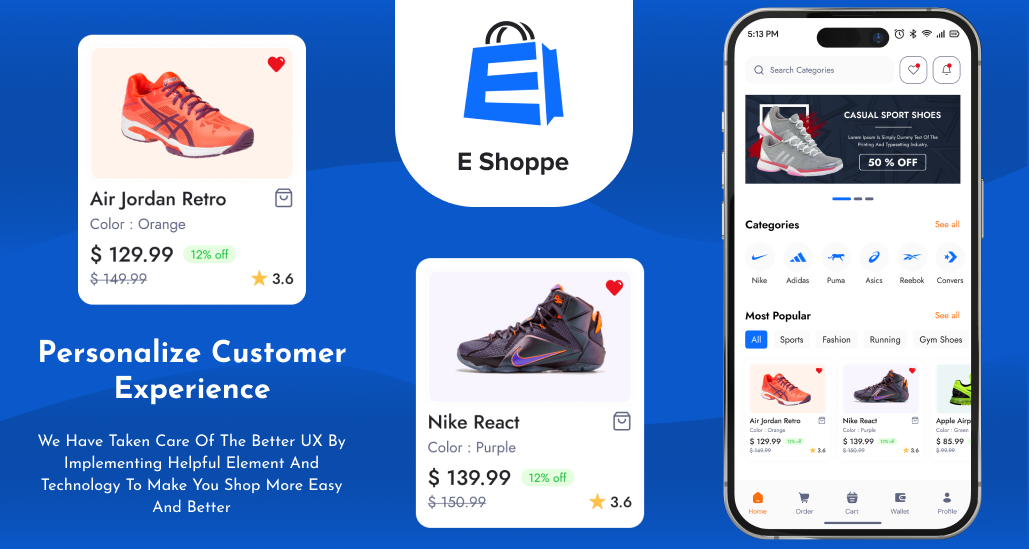 Air Jordan Retro
Color : Orange
$ 129.99 12% off
$ 149.99 3.6
Personalize Customer
Experience
We Have Taken Care Of The Better UX By
Implementing Helpful Element And
Technology To Make You Shop More Easy
And Better
E Shoppe
Nike React
Color : Purple
$ 139.99 12% off
$ 150.99 3.6
5:13 PM
Search Categories
CASUAL SPORT SHOES
Lorem Ipsum Is Simply Dummy Text Of The
Printing And Typesetting Industry.
50 % OFF
Categories See all
Nike Adidas Puma Asics Reebok Convers
Most Popular See all
All Sports Fashion Running Gym Shoes
Air Jordan Retro Nike React Apple Airp
Color : Orange Color : Purple Color : Green
$ 129.99 12% off $ 139.99 12% off $ 85.99
$ 149.99 3.6 $ 150.99 3.6 $ 99.99
Home Order Cart Wallet Profile